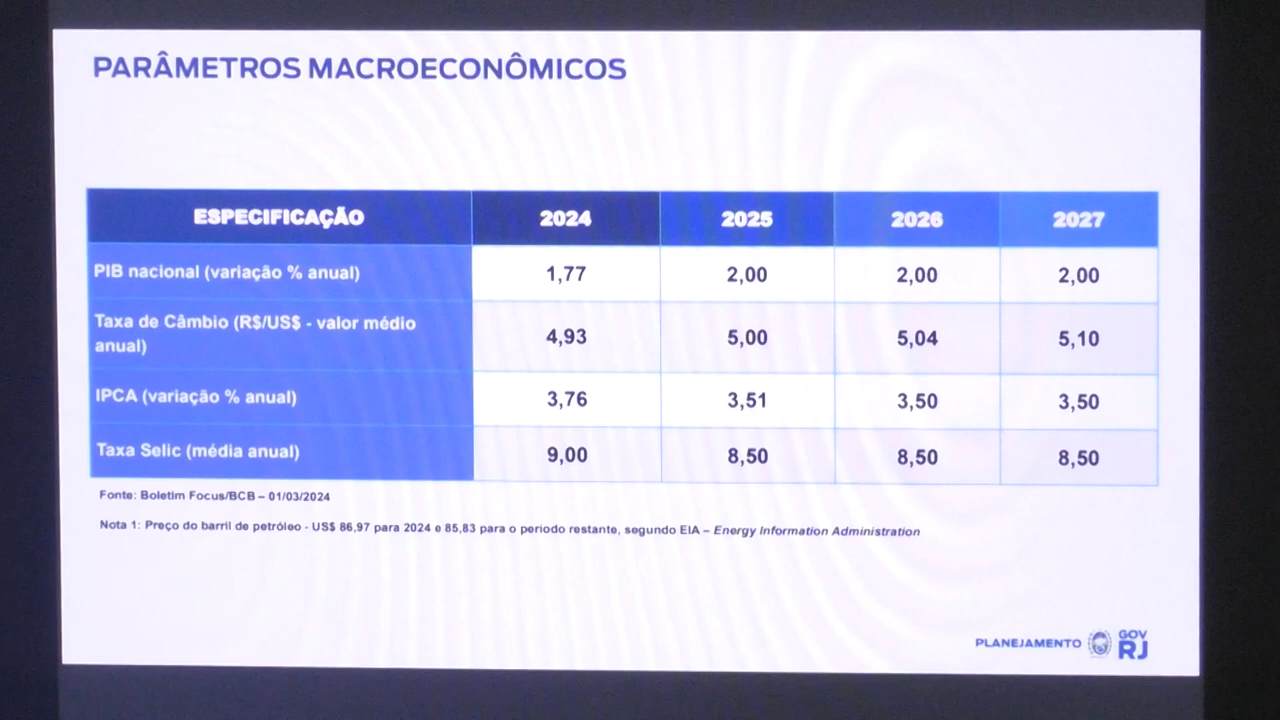 PARÂMETROS MACROECONÔMICOS
ESPECIFICAÇÃO 2024 2025 2026 2027
PIB nacional (variação % anual) 1,77 2,00 2,00 2,00
Taxa de Câmbio (R$/US$ - valor médio
anual) 4,93 5,00 5,04 5,10
IPCA (variação % anual) 3,76 3,51 3,50 3,50
Taxa Selic (média anual) 9,00 8,50 8,50 8,50
Fonte: Boletim Focus/BCB – 01/03/2024
Nota 1: Preço do barril de petróleo - US$ 86,97 para 2024 e 85,83 para o período restante, segundo EIA – Energy Information Administration
PLANEJAMENTO
GOV
RJ